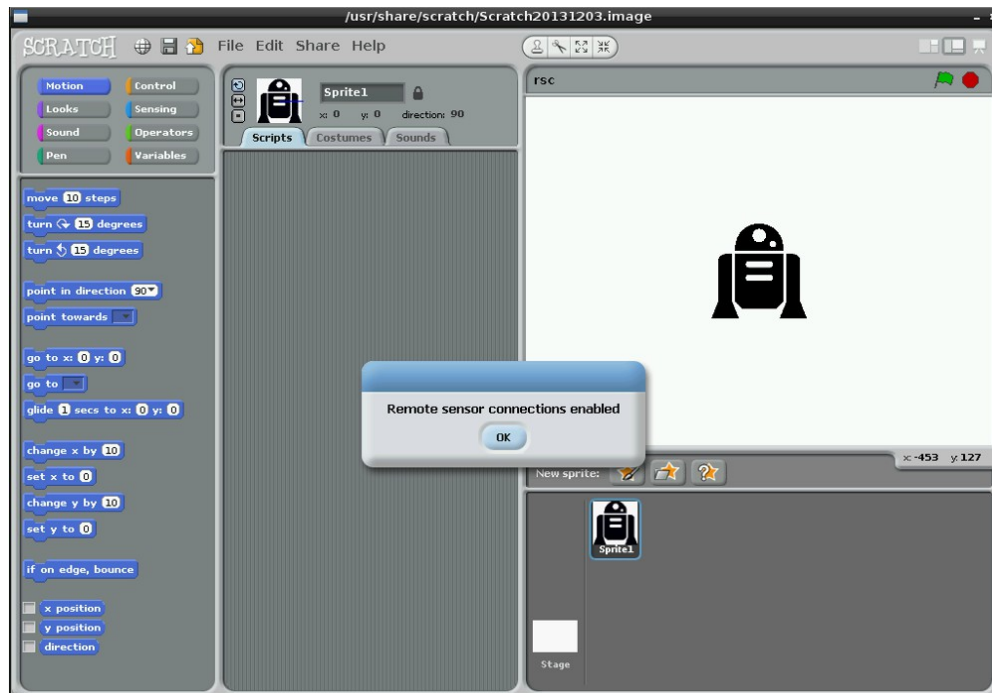 /usr/share/scratch/Scratch20131203.image
SCRATCH File Edit Share Help
Motion Control
Looks Sensing
Sound Operators
Pen Variables
Sprite1
x: 0 y: 0 direction: 90
Scripts Costumes Sounds
move 10 steps
turn 15 degrees
turn 15 degrees
point in direction 90
point towards
go to x: 0 y: 0
go to
glide 1 secs to x: 0 y: 0
change x by 10
set x to 0
change y by 10
set y to 0
if on edge, bounce
x position
y position
direction
rsc
Remote sensor connections enabled
OK
x: -453 y: 127
New sprite:
Sprite1
Stage